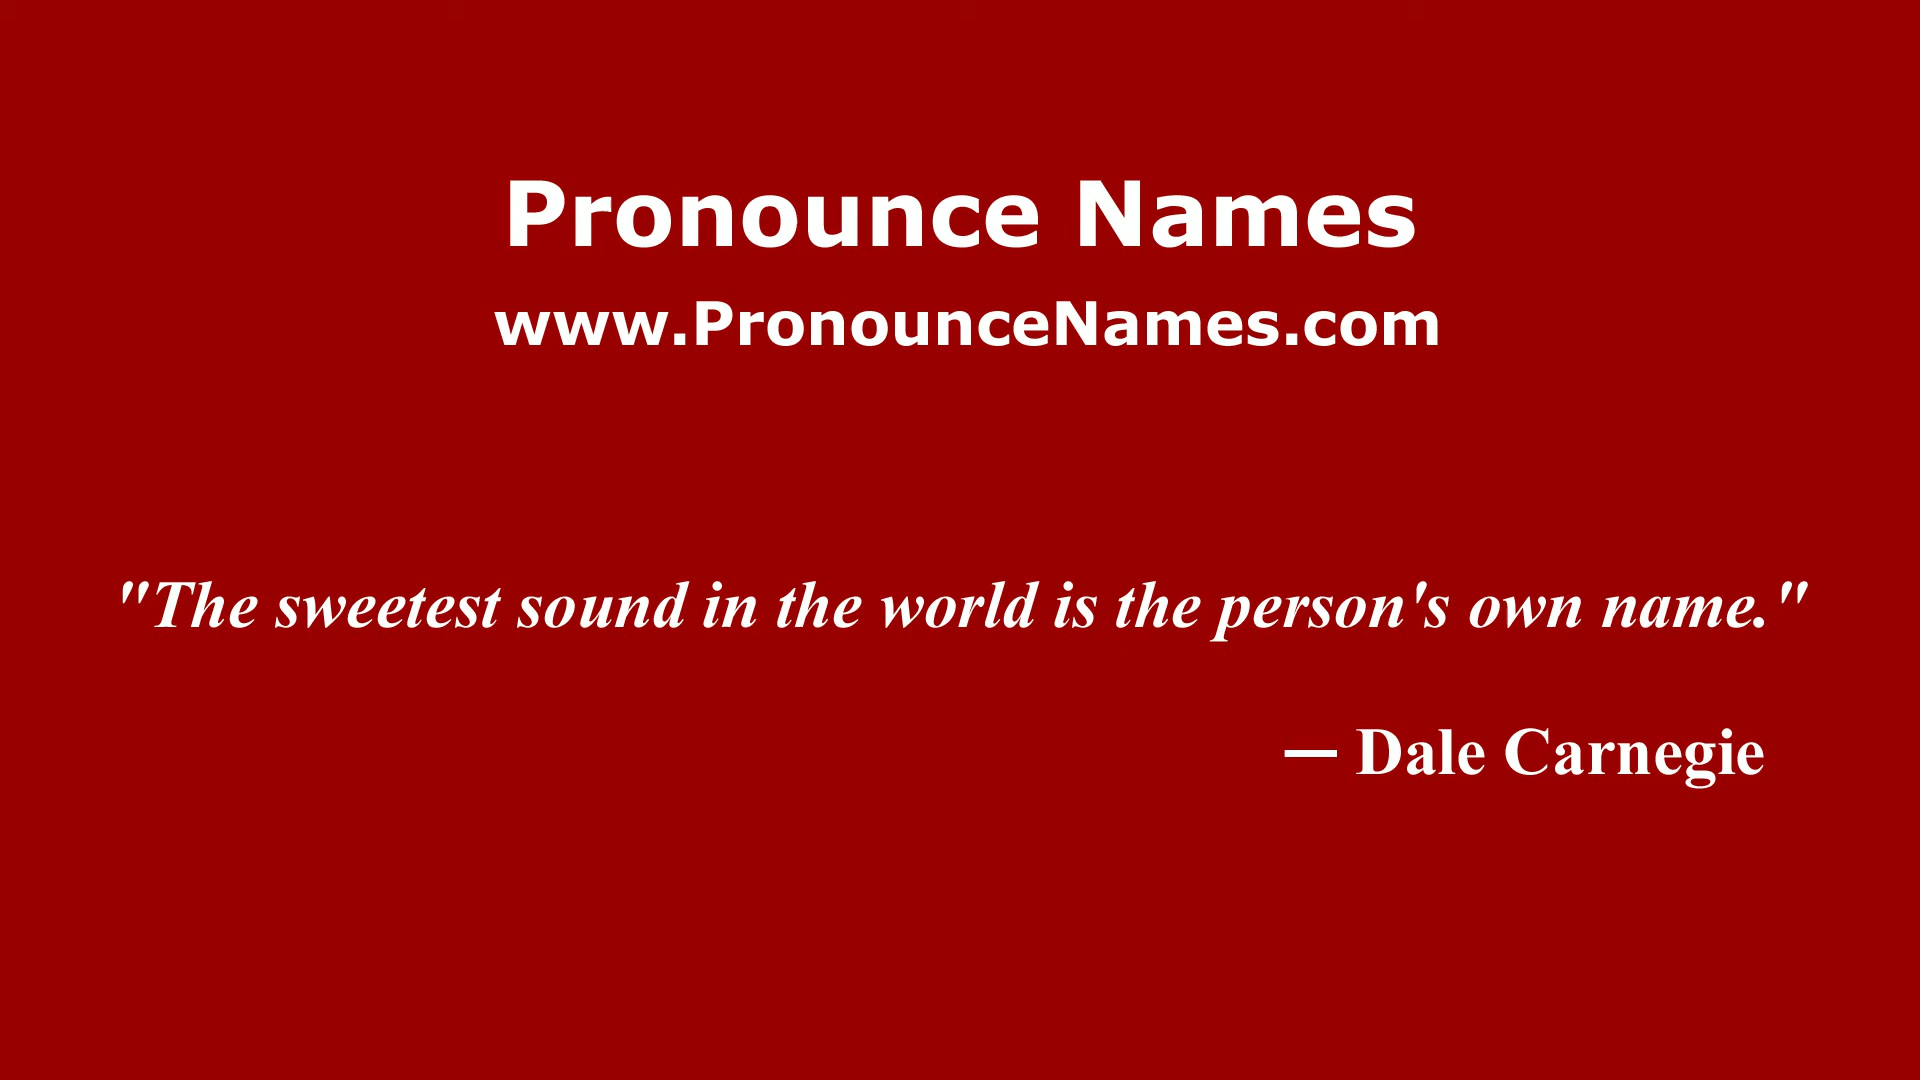 Pronounce Names
www.PronounceNames.com
"The sweetest sound in the world is the person's own name."
— Dale Carnegie